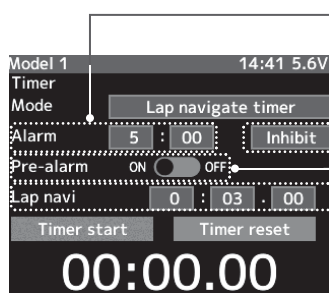 Model 1 14:41 5.6V
Timer
Mode Lap navigate timer
Alarm 5 : 00 Inhibit
Pre-alarm ON OFF
Lap navi 0 : 03 . 00
Timer start Timer reset
00:00.00